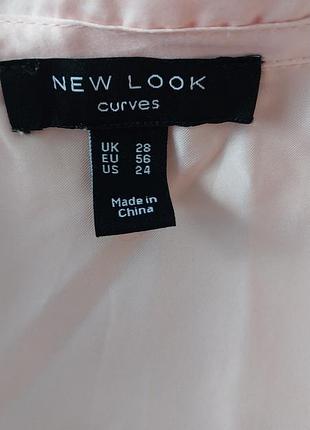 NEW LOOK
curves
UK 28
EU 56
US 24
Made in
China